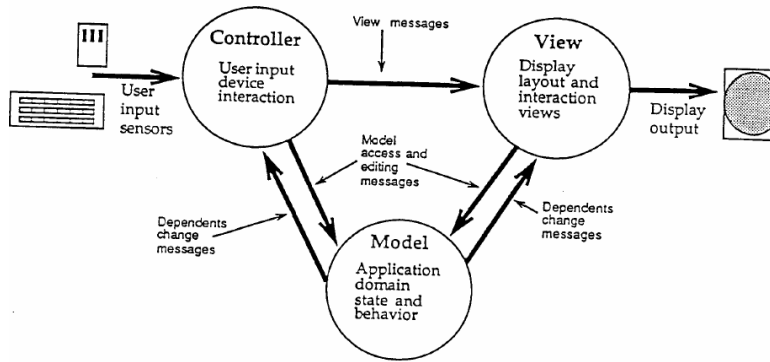 View messages
Controller
User input
device
interaction
View
Display
layout and
interaction
views
User
input
sensors
Display
output
Model
access and
editing
messages
Dependents
change
messages
Dependents
change
messages
Model
Application
domain
state and
behavior